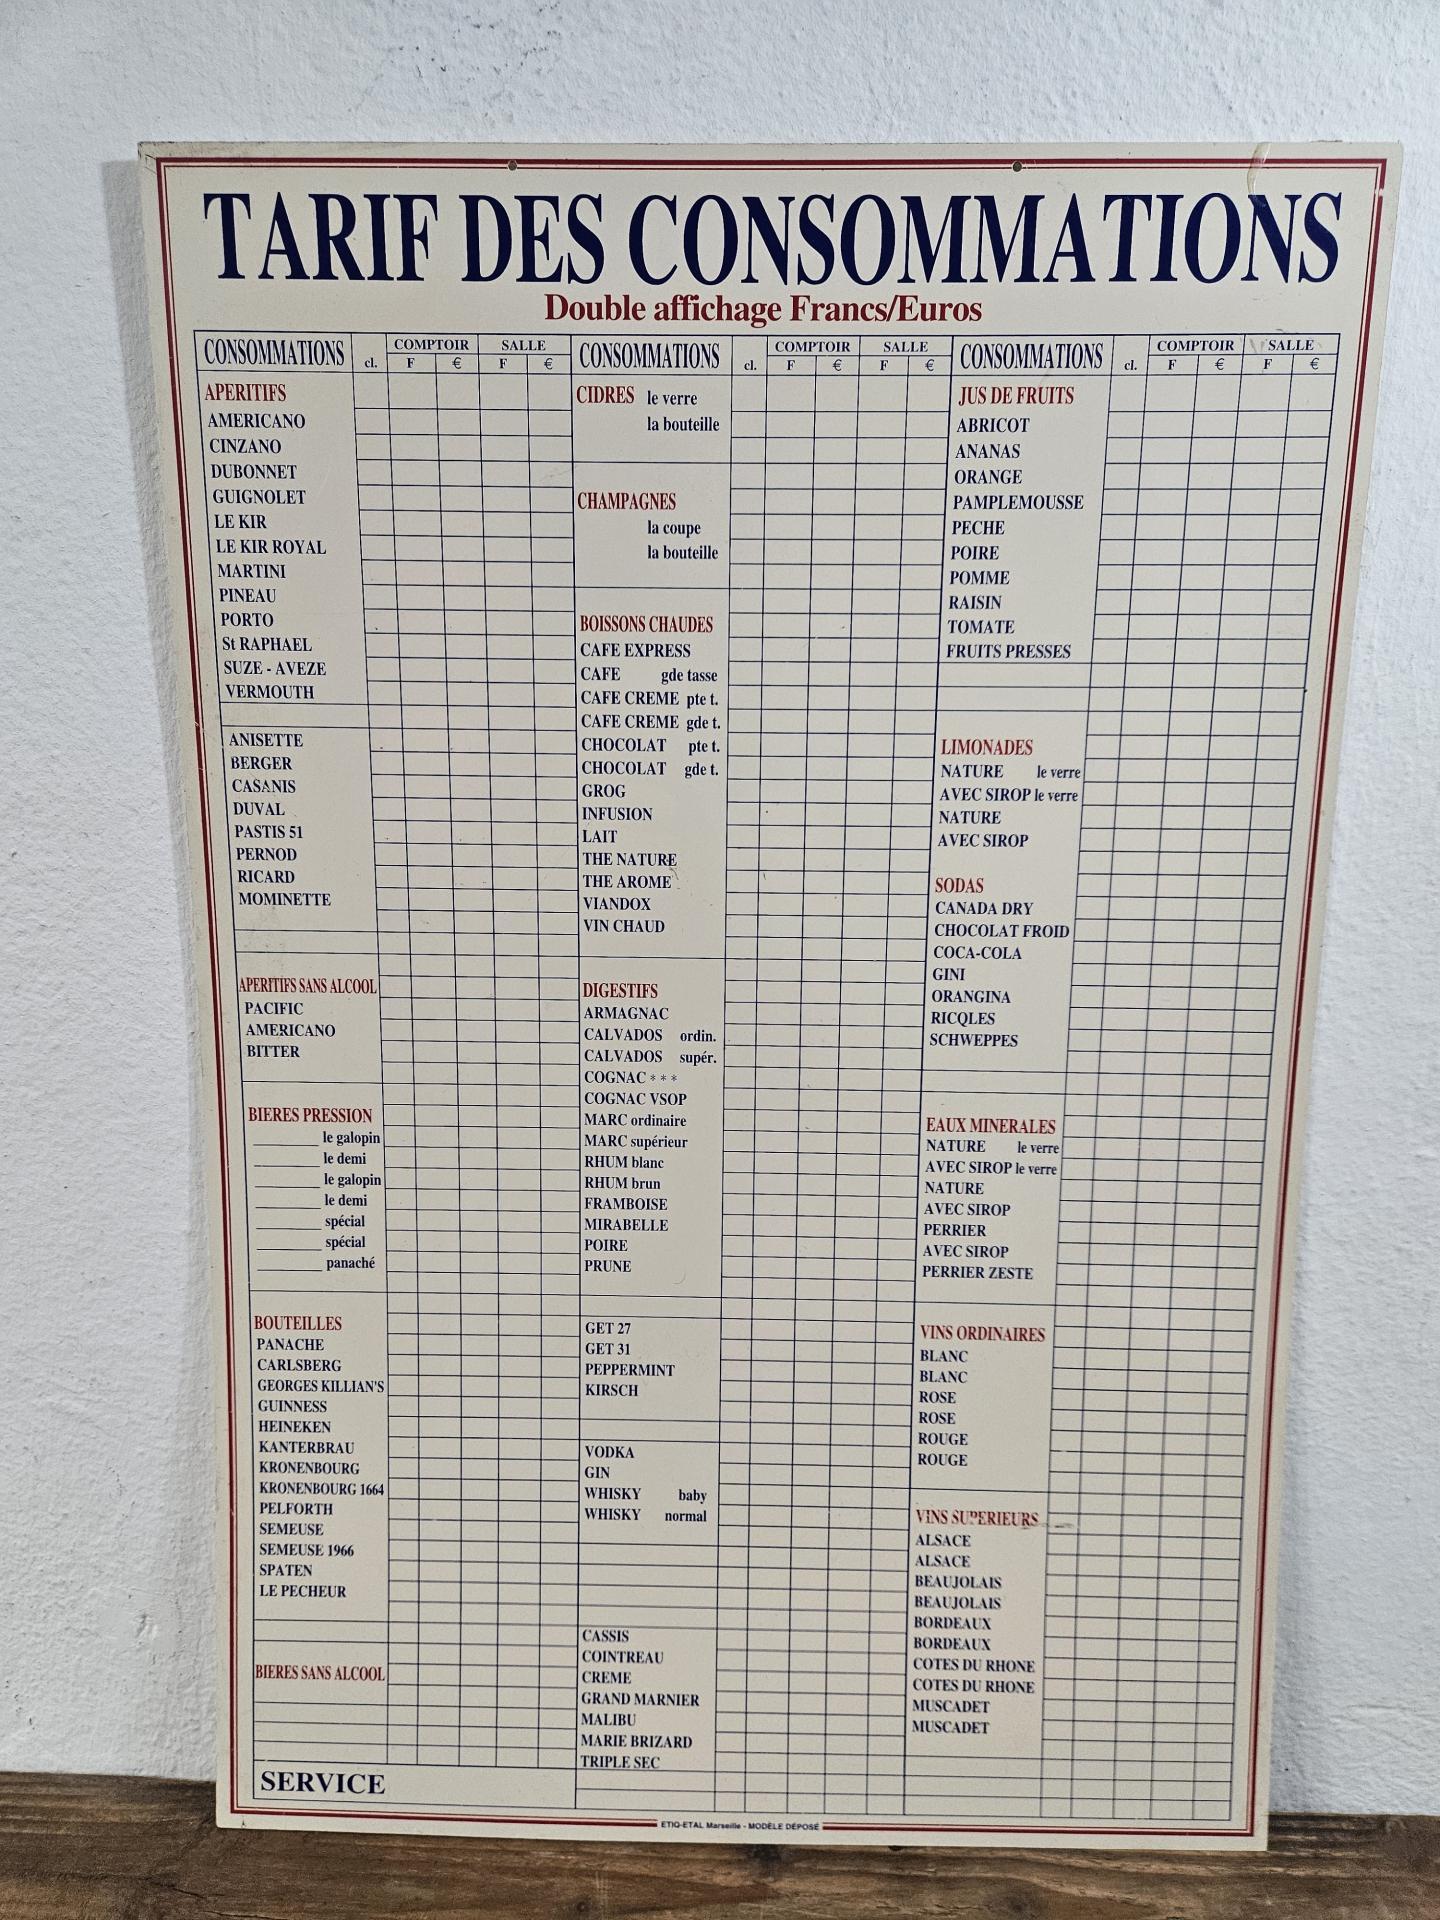 TARIF DES CONSOMMATIONS
Double affichage Francs/Euros
CONSOMMATIONS cl. COMPTOIR F € SALLE F €
APERITIFS
AMERICANO
CINZANO
DUBONNET
GUIGNOLET
LE KIR
LE KIR ROYAL
MARTINI
PINEAU
PORTO
St RAPHAEL
SUZE - AVEZE
VERMOUTH
ANISETTE
BERGER
CASANIS
DUVAL
PASTIS 51
PERNOD
RICARD
MOMINETTE
APERITIFS SANS ALCOOL
PACIFIC
AMERICANO
BITTER
BIERES PRESSION
le galopin
le demi
le galopin
le demi
spécial
spécial
panaché
BOUTEILLES
PANACHE
CARLSBERG
GEORGES KILLIAN'S
GUINNESS
HEINEKEN
KANTERBRAU
KRONENBOURG
KRONENBOURG 1664
PELFORTH
SEMEUSE
SEMEUSE 1966
SPATEN
LE PECHEUR
BIERES SANS ALCOOL
SERVICE
CONSOMMATIONS cl. COMPTOIR F € SALLE F €
CIDRES le verre
la bouteille
CHAMPAGNES
la coupe
la bouteille
BOISSONS CHAUDES
CAFE EXPRESS
CAFE gde tasse
CAFE CREME pte t.
CAFE CREME gde t.
CHOCOLAT pte t.
CHOCOLAT gde t.
GROG
INFUSION
LAIT
THE NATURE
THE AROME
VIANDOX
VIN CHAUD
DIGESTIFS
ARMAGNAC
CALVADOS ordin.
CALVADOS supér.
COGNAC * * *
COGNAC VSOP
MARC ordinaire
MARC supérieur
RHUM blanc
RHUM brun
FRAMBOISE
MIRABELLE
POIRE
PRUNE
GET 27
GET 31
PEPPERMINT
KIRSCH
VODKA
GIN
WHISKY baby
WHISKY normal
CASSIS
COINTREAU
CREME
GRAND MARNIER
MALIBU
MARIE BRIZARD
TRIPLE SEC
CONSOMMATIONS cl. COMPTOIR F € SALLE F €
JUS DE FRUITS
ABRICOT
ANANAS
ORANGE
PAMPLEMOUSSE
PECHE
POIRE
POMME
RAISIN
TOMATE
FRUITS PRESSES
LIMONADES
NATURE le verre
AVEC SIROP le verre
NATURE
AVEC SIROP
SODAS
CANADA DRY
CHOCOLAT FROID
COCA-COLA
GINI
ORANGINA
RICQLES
SCHWEPPES
EAUX MINERALES
NATURE le verre
AVEC SIROP le verre
NATURE
AVEC SIROP
PERRIER
AVEC SIROP
PERRIER ZESTE
VINS ORDINAIRES
BLANC
BLANC
ROSE
ROSE
ROUGE
ROUGE
VINS SUPERIEURS
ALSACE
ALSACE
BEAUJOLAIS
BEAUJOLAIS
BORDEAUX
BORDEAUX
COTES DU RHONE
COTES DU RHONE
MUSCADET
MUSCADET
ETIQ-ETAL Marseille - MODÈLE DÉPOSÉ